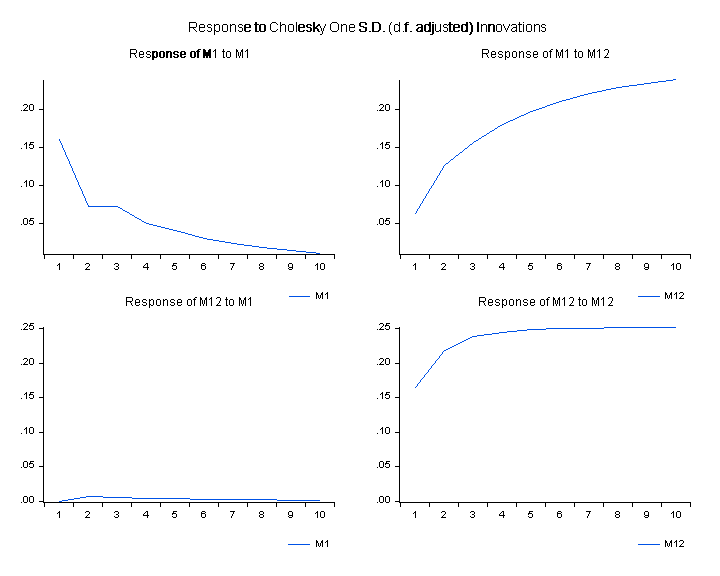 Response to Cholesky One S.D. (d.f. adjusted) Innovations
Response of M1 to M1
.20
.15
.10
.05
1 2 3 4 5 6 7 8 9 10
M1
Response of M1 to M12
.20
.15
.10
.05
1 2 3 4 5 6 7 8 9 10
M12
Response of M12 to M1
.25
.20
.15
.10
.05
.00
1 2 3 4 5 6 7 8 9 10
M1
Response of M12 to M12
.25
.20
.15
.10
.05
.00
1 2 3 4 5 6 7 8 9 10
M12